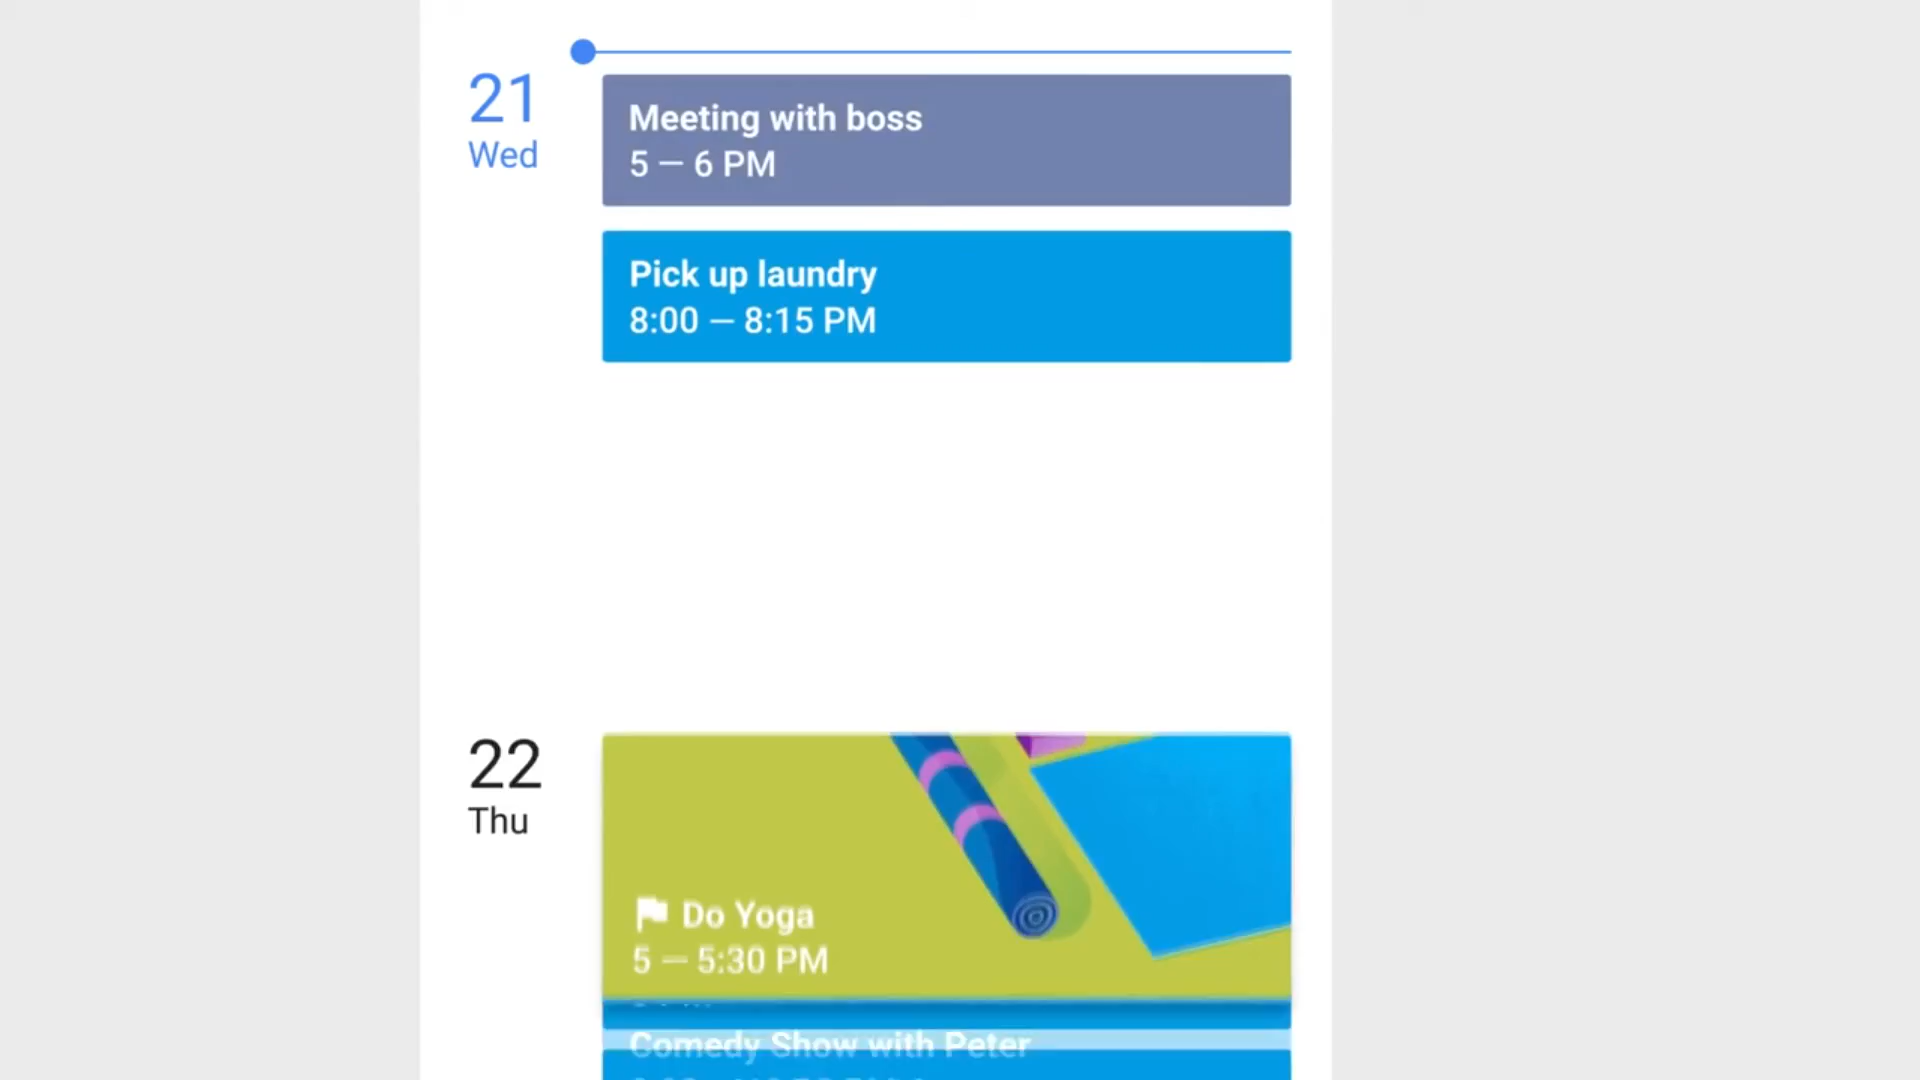 21
Wed
Meeting with boss
5 — 6 PM
Pick up laundry
8:00 — 8:15 PM
22
Thu
Do Yoga
5 — 5:30 PM
Comedy Show with Peter